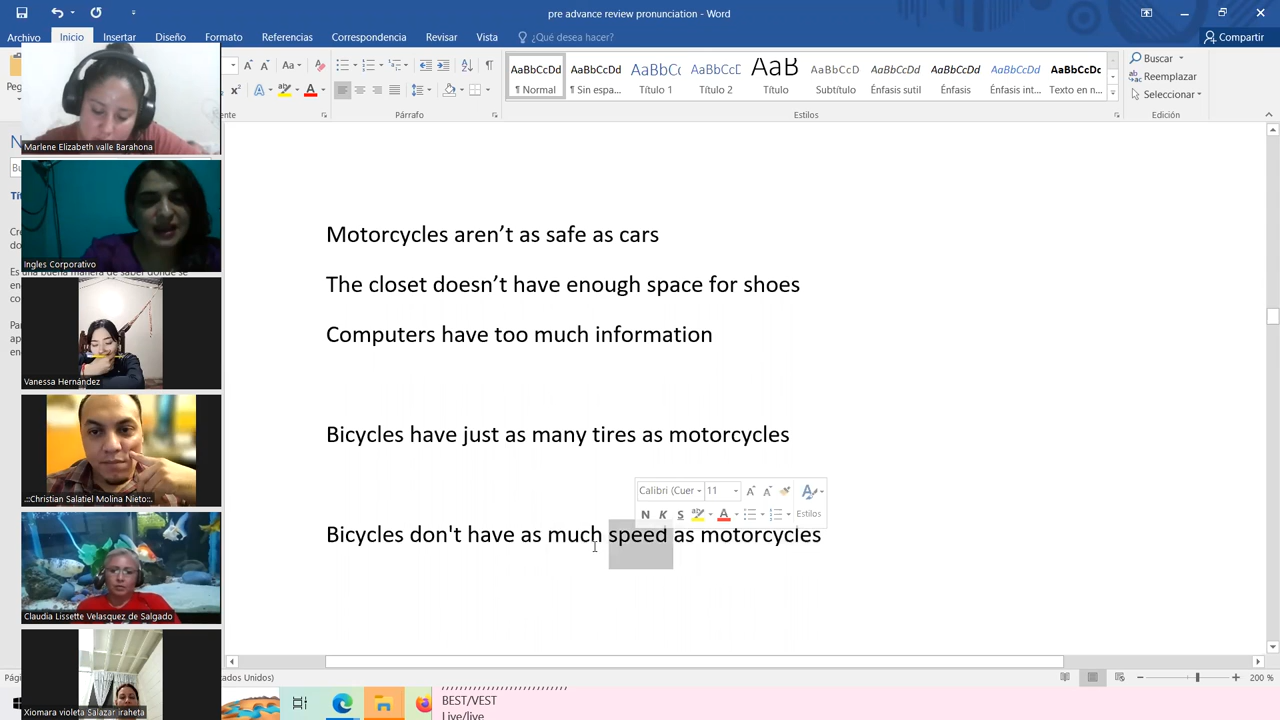 pre advance review pronunciation - Word
Archivo Inicio Insertar Diseño Formato Referencias Correspondencia Revisar Vista ¿Qué desea hacer? Compartir
AaBbCcDd AaBbCcDd AaBbCc AaBbCcD AaB AaBbCcD AaBbCcDd AaBbCcDd AaBbCcDd AaBbCcDc
¶ Normal ¶ Sin espa... Título 1 Título 2 Título Subtítulo Énfasis sutil Énfasis Énfasis int... Texto en n...
Buscar
Reemplazar
Seleccionar
Párrafo Estilos Edición
Marlene Elizabeth valle Barahona
Ingles Corporativo
Vanessa Hernández
.::Christian Salatiel Molina Nieto::.
Claudia Lissette Velasquez de Salgado
Xiomara violeta Salazar iraheta
Motorcycles aren’t as safe as cars
The closet doesn’t have enough space for shoes
Computers have too much information
Bicycles have just as many tires as motorcycles
Calibri (Cuer 11
N K S Estilos
Bicycles don't have as much speed as motorcycles
tados Unidos) 200 %
BEST/VEST
Live/live